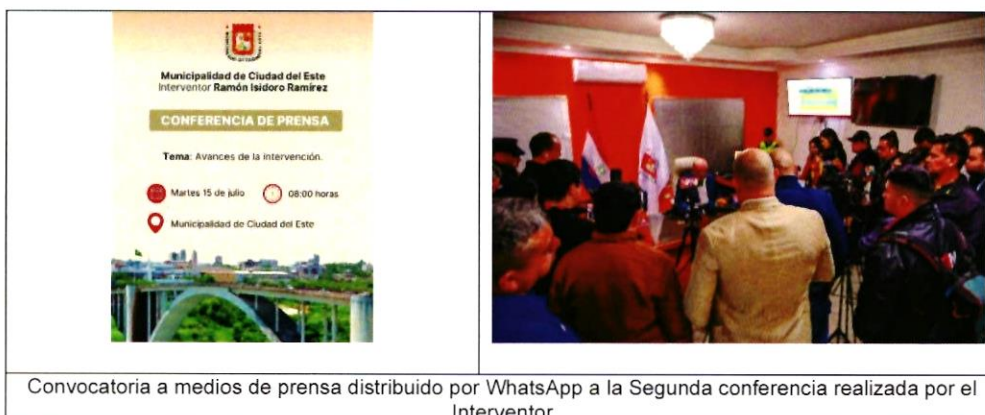 Municipalidad de Ciudad del Este
Interventor Ramón Isidoro Ramírez
CONFERENCIA DE PRENSA
Tema: Avances de la intervención.
Martes 15 de julio
08:00 horas
Municipalidad de Ciudad del Este
Convocatoria a medios de prensa distribuido por WhatsApp a la Segunda conferencia realizada por el
Interventor